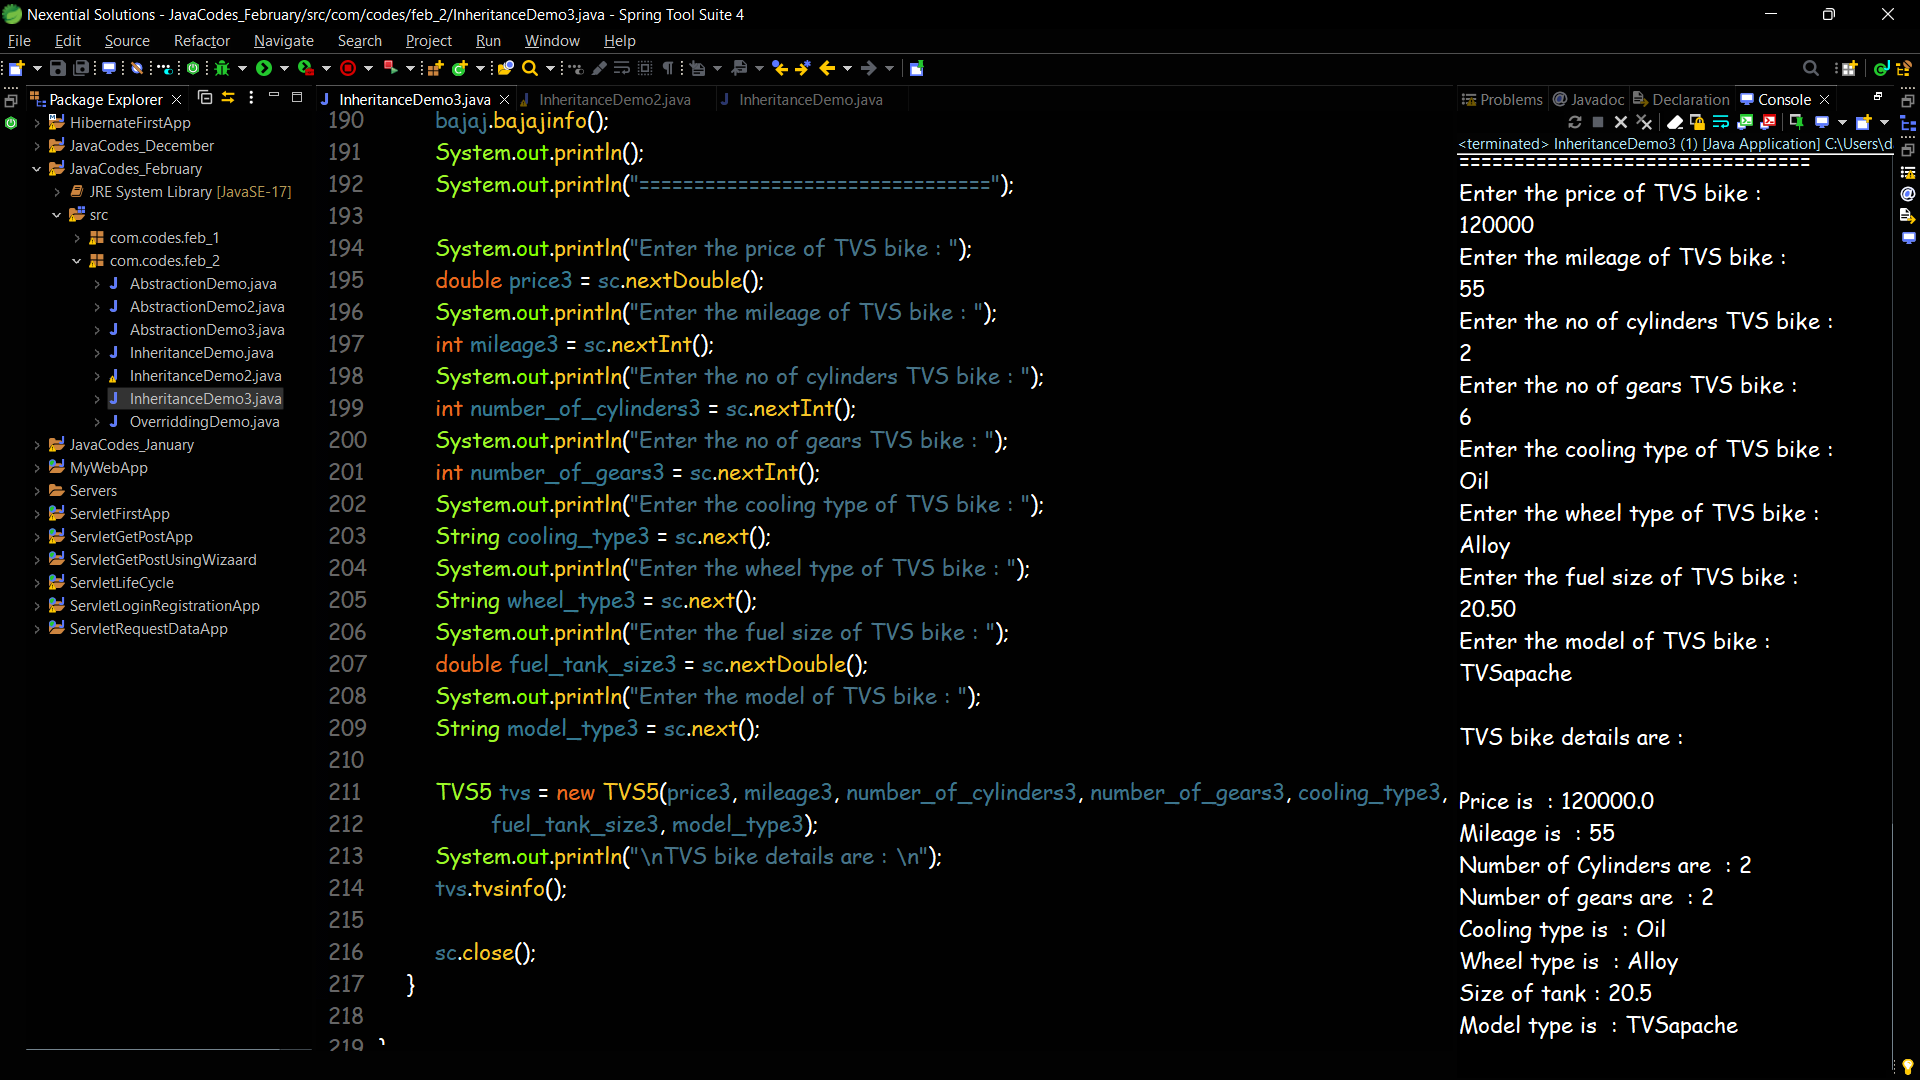 Nexential Solutions - JavaCodes_February/src/com/codes/feb_2/InheritanceDemo3.java - Spring Tool Suite 4
File Edit Source Refactor Navigate Search Project Run Window Help
Package Explorer
HibernateFirstApp
JavaCodes_December
JavaCodes_February
JRE System Library [JavaSE-17]
src
com.codes.feb_1
com.codes.feb_2
AbstractionDemo.java
AbstractionDemo2.java
AbstractionDemo3.java
InheritanceDemo.java
InheritanceDemo2.java
InheritanceDemo3.java
OverriddingDemo.java
JavaCodes_January
MyWebApp
Servers
ServletFirstApp
ServletGetPostApp
ServletGetPostUsingWizaard
ServletLifeCycle
ServletLoginRegistrationApp
ServletRequestDataApp
InheritanceDemo3.java InheritanceDemo2.java InheritanceDemo.java
190 bajaj.bajajinfo();
191 System.out.println();
192 System.out.println("================================");
193
194 System.out.println("Enter the price of TVS bike : ");
195 double price3 = sc.nextDouble();
196 System.out.println("Enter the mileage of TVS bike : ");
197 int mileage3 = sc.nextInt();
198 System.out.println("Enter the no of cylinders TVS bike : ");
199 int number_of_cylinders3 = sc.nextInt();
200 System.out.println("Enter the no of gears TVS bike : ");
201 int number_of_gears3 = sc.nextInt();
202 System.out.println("Enter the cooling type of TVS bike : ");
203 String cooling_type3 = sc.next();
204 System.out.println("Enter the wheel type of TVS bike : ");
205 String wheel_type3 = sc.next();
206 System.out.println("Enter the fuel size of TVS bike : ");
207 double fuel_tank_size3 = sc.nextDouble();
208 System.out.println("Enter the model of TVS bike : ");
209 String model_type3 = sc.next();
210
211 TVS5 tvs = new TVS5(price3, mileage3, number_of_cylinders3, number_of_gears3, cooling_type3,
212 fuel_tank_size3, model_type3);
213 System.out.println("\nTVS bike details are : \n");
214 tvs.tvsinfo();
215
216 sc.close();
217 }
218
219 }
Problems @ Javadoc Declaration Console
<terminated> InheritanceDemo3 (1) [Java Application] C:\Users\d
================================
Enter the price of TVS bike :
120000
Enter the mileage of TVS bike :
55
Enter the no of cylinders TVS bike :
2
Enter the no of gears TVS bike :
6
Enter the cooling type of TVS bike :
Oil
Enter the wheel type of TVS bike :
Alloy
Enter the fuel size of TVS bike :
20.50
Enter the model of TVS bike :
TVSapache

TVS bike details are :

Price is : 120000.0
Mileage is : 55
Number of Cylinders are : 2
Number of gears are : 2
Cooling type is : Oil
Wheel type is : Alloy
Size of tank : 20.5
Model type is : TVSapache